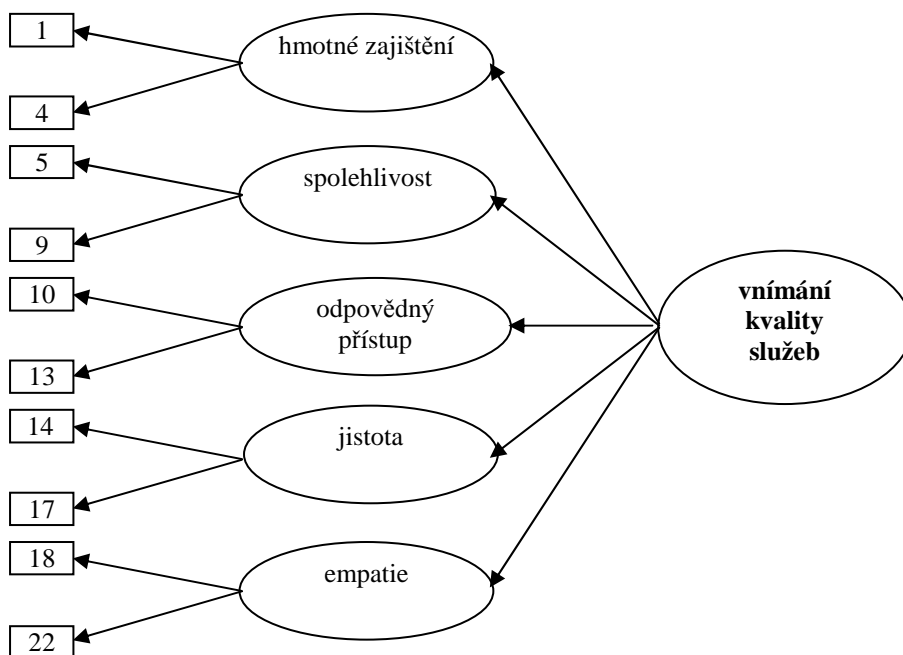 1
hmotné zajištění
4
5
spolehlivost
9
10
odpovědný
přístup
13
vnímání
kvality
služeb
14
jistota
17
18
empatie
22